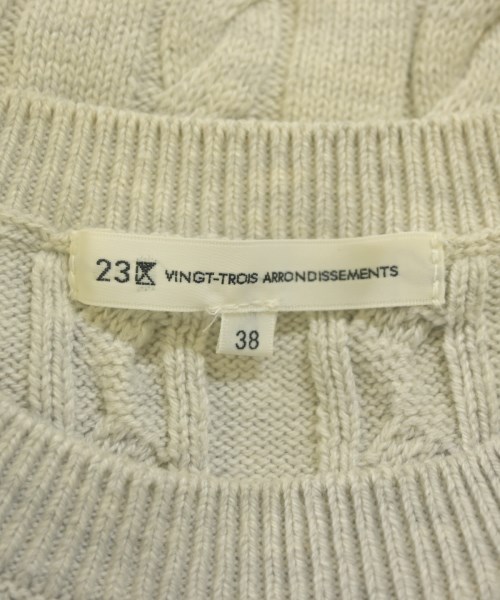 23区 VINGT-TROIS ARRONDISSEMENTS
38